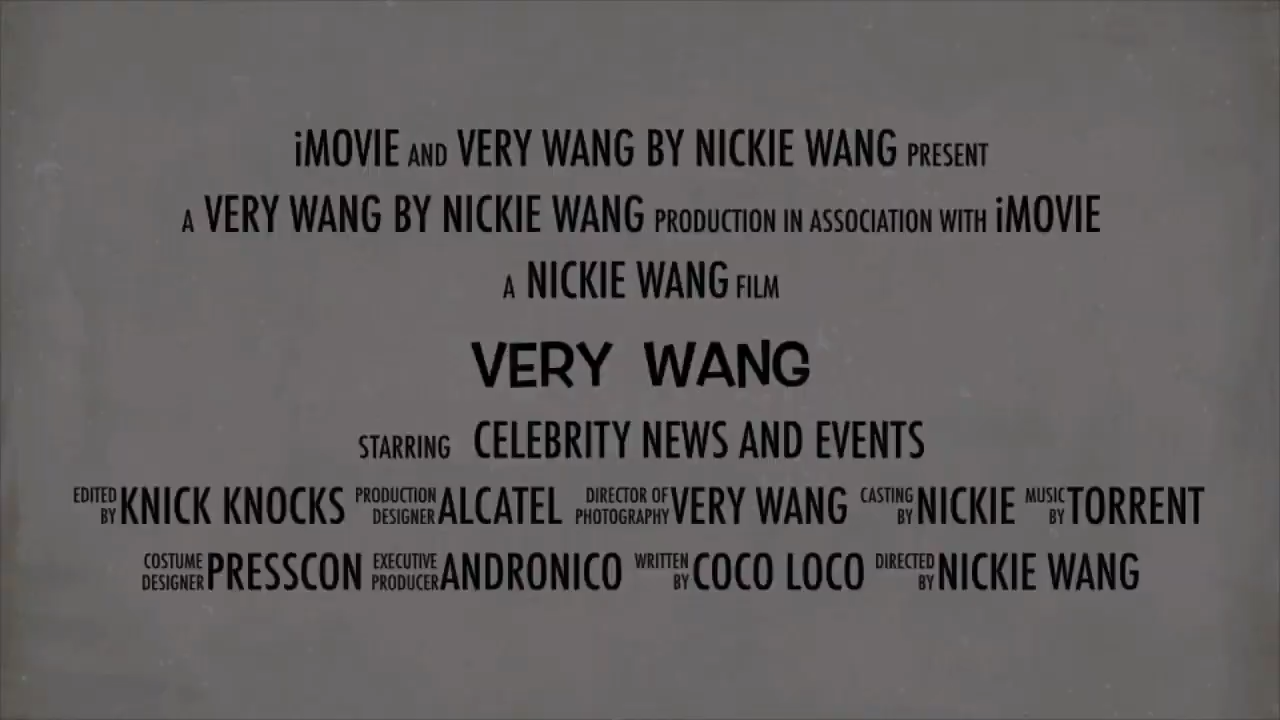 iMOVIE AND VERY WANG BY NICKIE WANG PRESENT
A VERY WANG BY NICKIE WANG PRODUCTION IN ASSOCIATION WITH iMOVIE
A NICKIE WANG FILM
VERY WANG
STARRING CELEBRITY NEWS AND EVENTS
EDITED BY KNICK KNOCKS PRODUCTION DESIGNER ALCATEL DIRECTOR OF PHOTOGRAPHY VERY WANG CASTING BY NICKIE MUSIC BY TORRENT
COSTUME DESIGNER PRESSCON EXECUTIVE PRODUCER ANDRONICO WRITTEN BY COCO LOCO DIRECTED BY NICKIE WANG